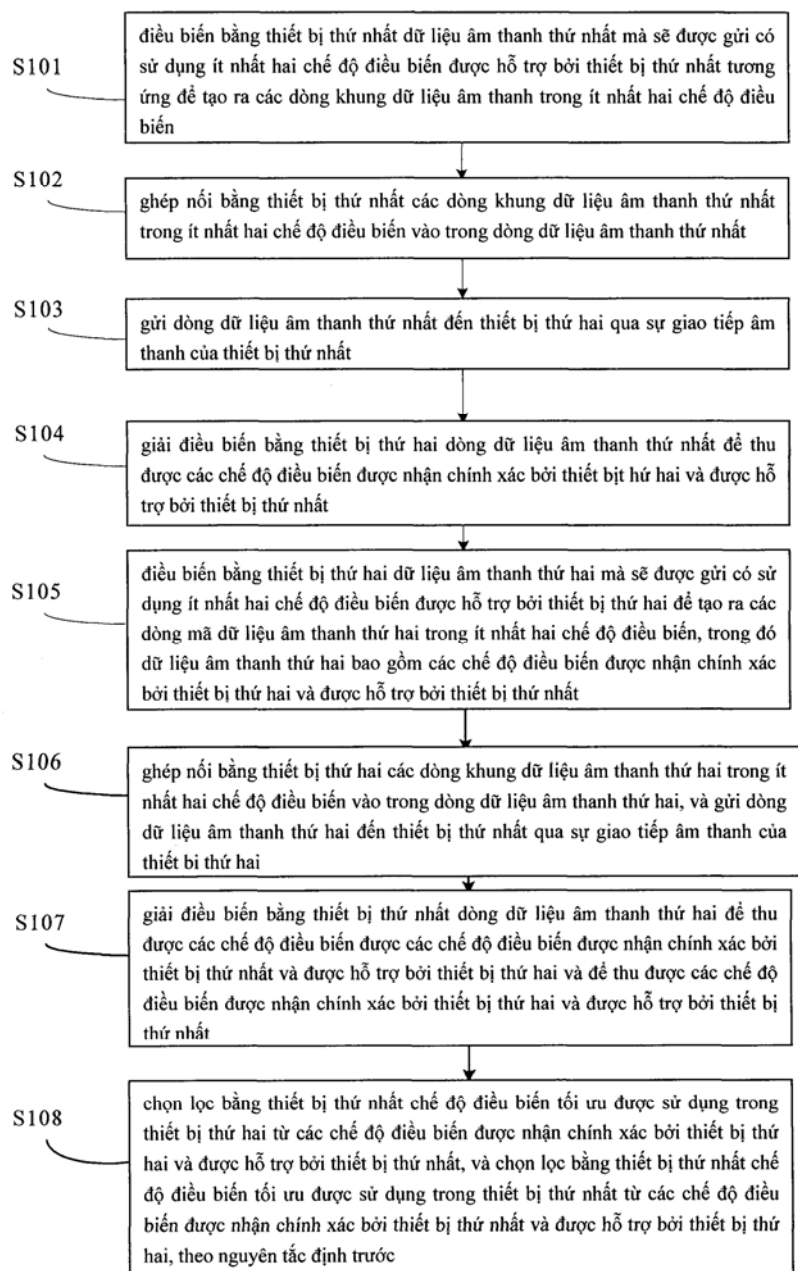 S101
điều biến bằng thiết bị thứ nhất dữ liệu âm thanh thứ nhất mà sẽ được gửi có
sử dụng ít nhất hai chế độ điều biến được hỗ trợ bởi thiết bị thứ nhất tương
ứng để tạo ra các dòng khung dữ liệu âm thanh trong ít nhất hai chế độ điều
biến
S102
ghép nối bằng thiết bị thứ nhất các dòng khung dữ liệu âm thanh thứ nhất
trong ít nhất hai chế độ điều biến vào trong dòng dữ liệu âm thanh thứ nhất
S103
gửi dòng dữ liệu âm thanh thứ nhất đến thiết bị thứ hai qua sự giao tiếp âm
thanh của thiết bị thứ nhất
S104
giải điều biến bằng thiết bị thứ hai dòng dữ liệu âm thanh thứ nhất để thu
được các chế độ điều biến được nhận chính xác bởi thiết bịt hứ hai và được hỗ
trợ bởi thiết bị thứ nhất
S105
điều biến bằng thiết bị thứ hai dữ liệu âm thanh thứ hai mà sẽ được gửi có sử
dụng ít nhất hai chế độ điều biến được hỗ trợ bởi thiết bị thứ hai để tạo ra các
dòng mã dữ liệu âm thanh thứ hai trong ít nhất hai chế độ điều biến, trong đó
dữ liệu âm thanh thứ hai bao gồm các chế độ điều biến được nhận chính xác
bởi thiết bị thứ hai và được hỗ trợ bởi thiết bị thứ nhất
S106
ghép nối bằng thiết bị thứ hai các dòng khung dữ liệu âm thanh thứ hai trong ít
nhất hai chế độ điều biến vào trong dòng dữ liệu âm thanh thứ hai, và gửi dòng
dữ liệu âm thanh thứ hai đến thiết bị thứ nhất qua sự giao tiếp âm thanh của
thiết bi thứ hai
S107
giải điều biến bằng thiết bị thứ nhất dòng dữ liệu âm thanh thứ hai để thu
được các chế độ điều biến được các chế độ điều biến được nhận chính xác bởi
thiết bị thứ nhất và được hỗ trợ bởi thiết bị thứ hai và để thu được các chế độ
điều biến được nhận chính xác bởi thiết bị thứ hai và được hỗ trợ bởi thiết bị
thứ nhất
S108
chọn lọc bằng thiết bị thứ nhất chế độ điều biến tối ưu được sử dụng trong
thiết bị thứ hai từ các chế độ điều biến được nhận chính xác bởi thiết bị thứ
hai và được hỗ trợ bởi thiết bị thứ nhất, và chọn lọc bằng thiết bị thứ nhất chế
độ điều biến tối ưu được sử dụng trong thiết bị thứ nhất từ các chế độ điều
biến được nhận chính xác bởi thiết bị thứ nhất và được hỗ trợ bởi thiết bị thứ
hai, theo nguyên tắc định trước